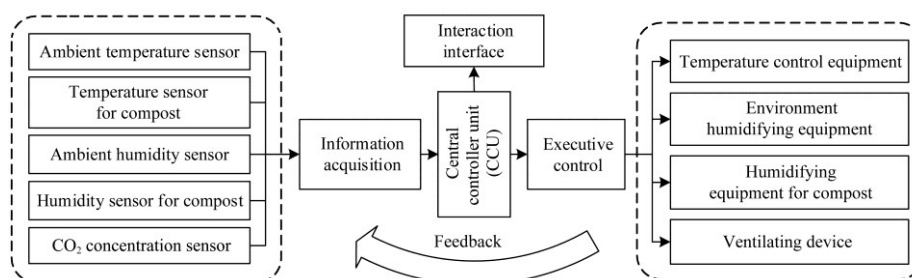 Ambient temperature sensor
Temperature sensor
for compost
Ambient humidity sensor
Humidity sensor for compost
CO₂ concentration sensor
Information
acquisition
Interaction
interface
Central
controller unit
(CCU)
Executive
control
Feedback
Temperature control equipment
Environment
humidifying equipment
Humidifying
equipment for compost
Ventilating device